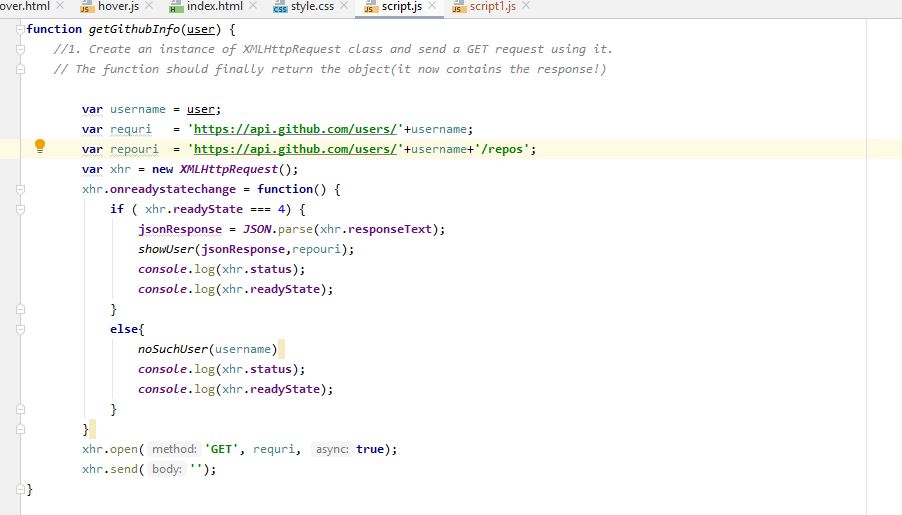 over.html hover.js index.html style.css script.js script1.js
function getGithubInfo(user) {
//1. Create an instance of XMLHttpRequest class and send a GET request using it.
// The function should finally return the object(it now contains the response!)
var username = user;
var requri = 'https://api.github.com/users/'+username;
var repouri = 'https://api.github.com/users/'+username+'/repos';
var xhr = new XMLHttpRequest();
xhr.onreadystatechange = function() {
if ( xhr.readyState === 4) {
jsonResponse = JSON.parse(xhr.responseText);
showUser(jsonResponse,repouri);
console.log(xhr.status);
console.log(xhr.readyState);
}
else{
noSuchUser(username)
console.log(xhr.status);
console.log(xhr.readyState);
}
}
xhr.open( method: 'GET', requri, async: true);
xhr.send( body: '');
}